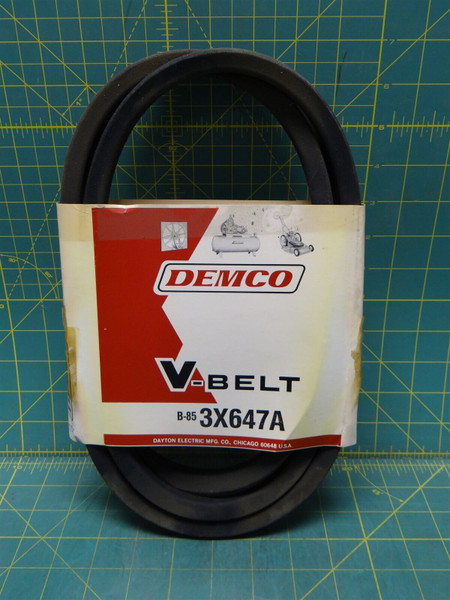 DEMCO
V-BELT
B-85 3X647A
DAYTON ELECTRIC MFG. CO., CHICAGO 60648 U.S.A.